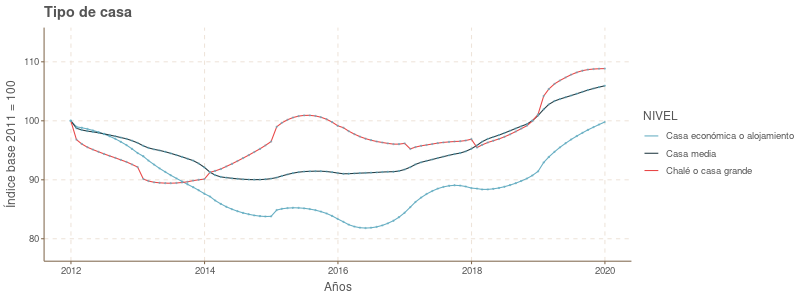 Tipo de casa
Índice base 2011 = 100
110
100
90
80
2012
2014
2016
2018
2020
Años
NIVEL
Casa económica o alojamiento
Casa media
Chalé o casa grande